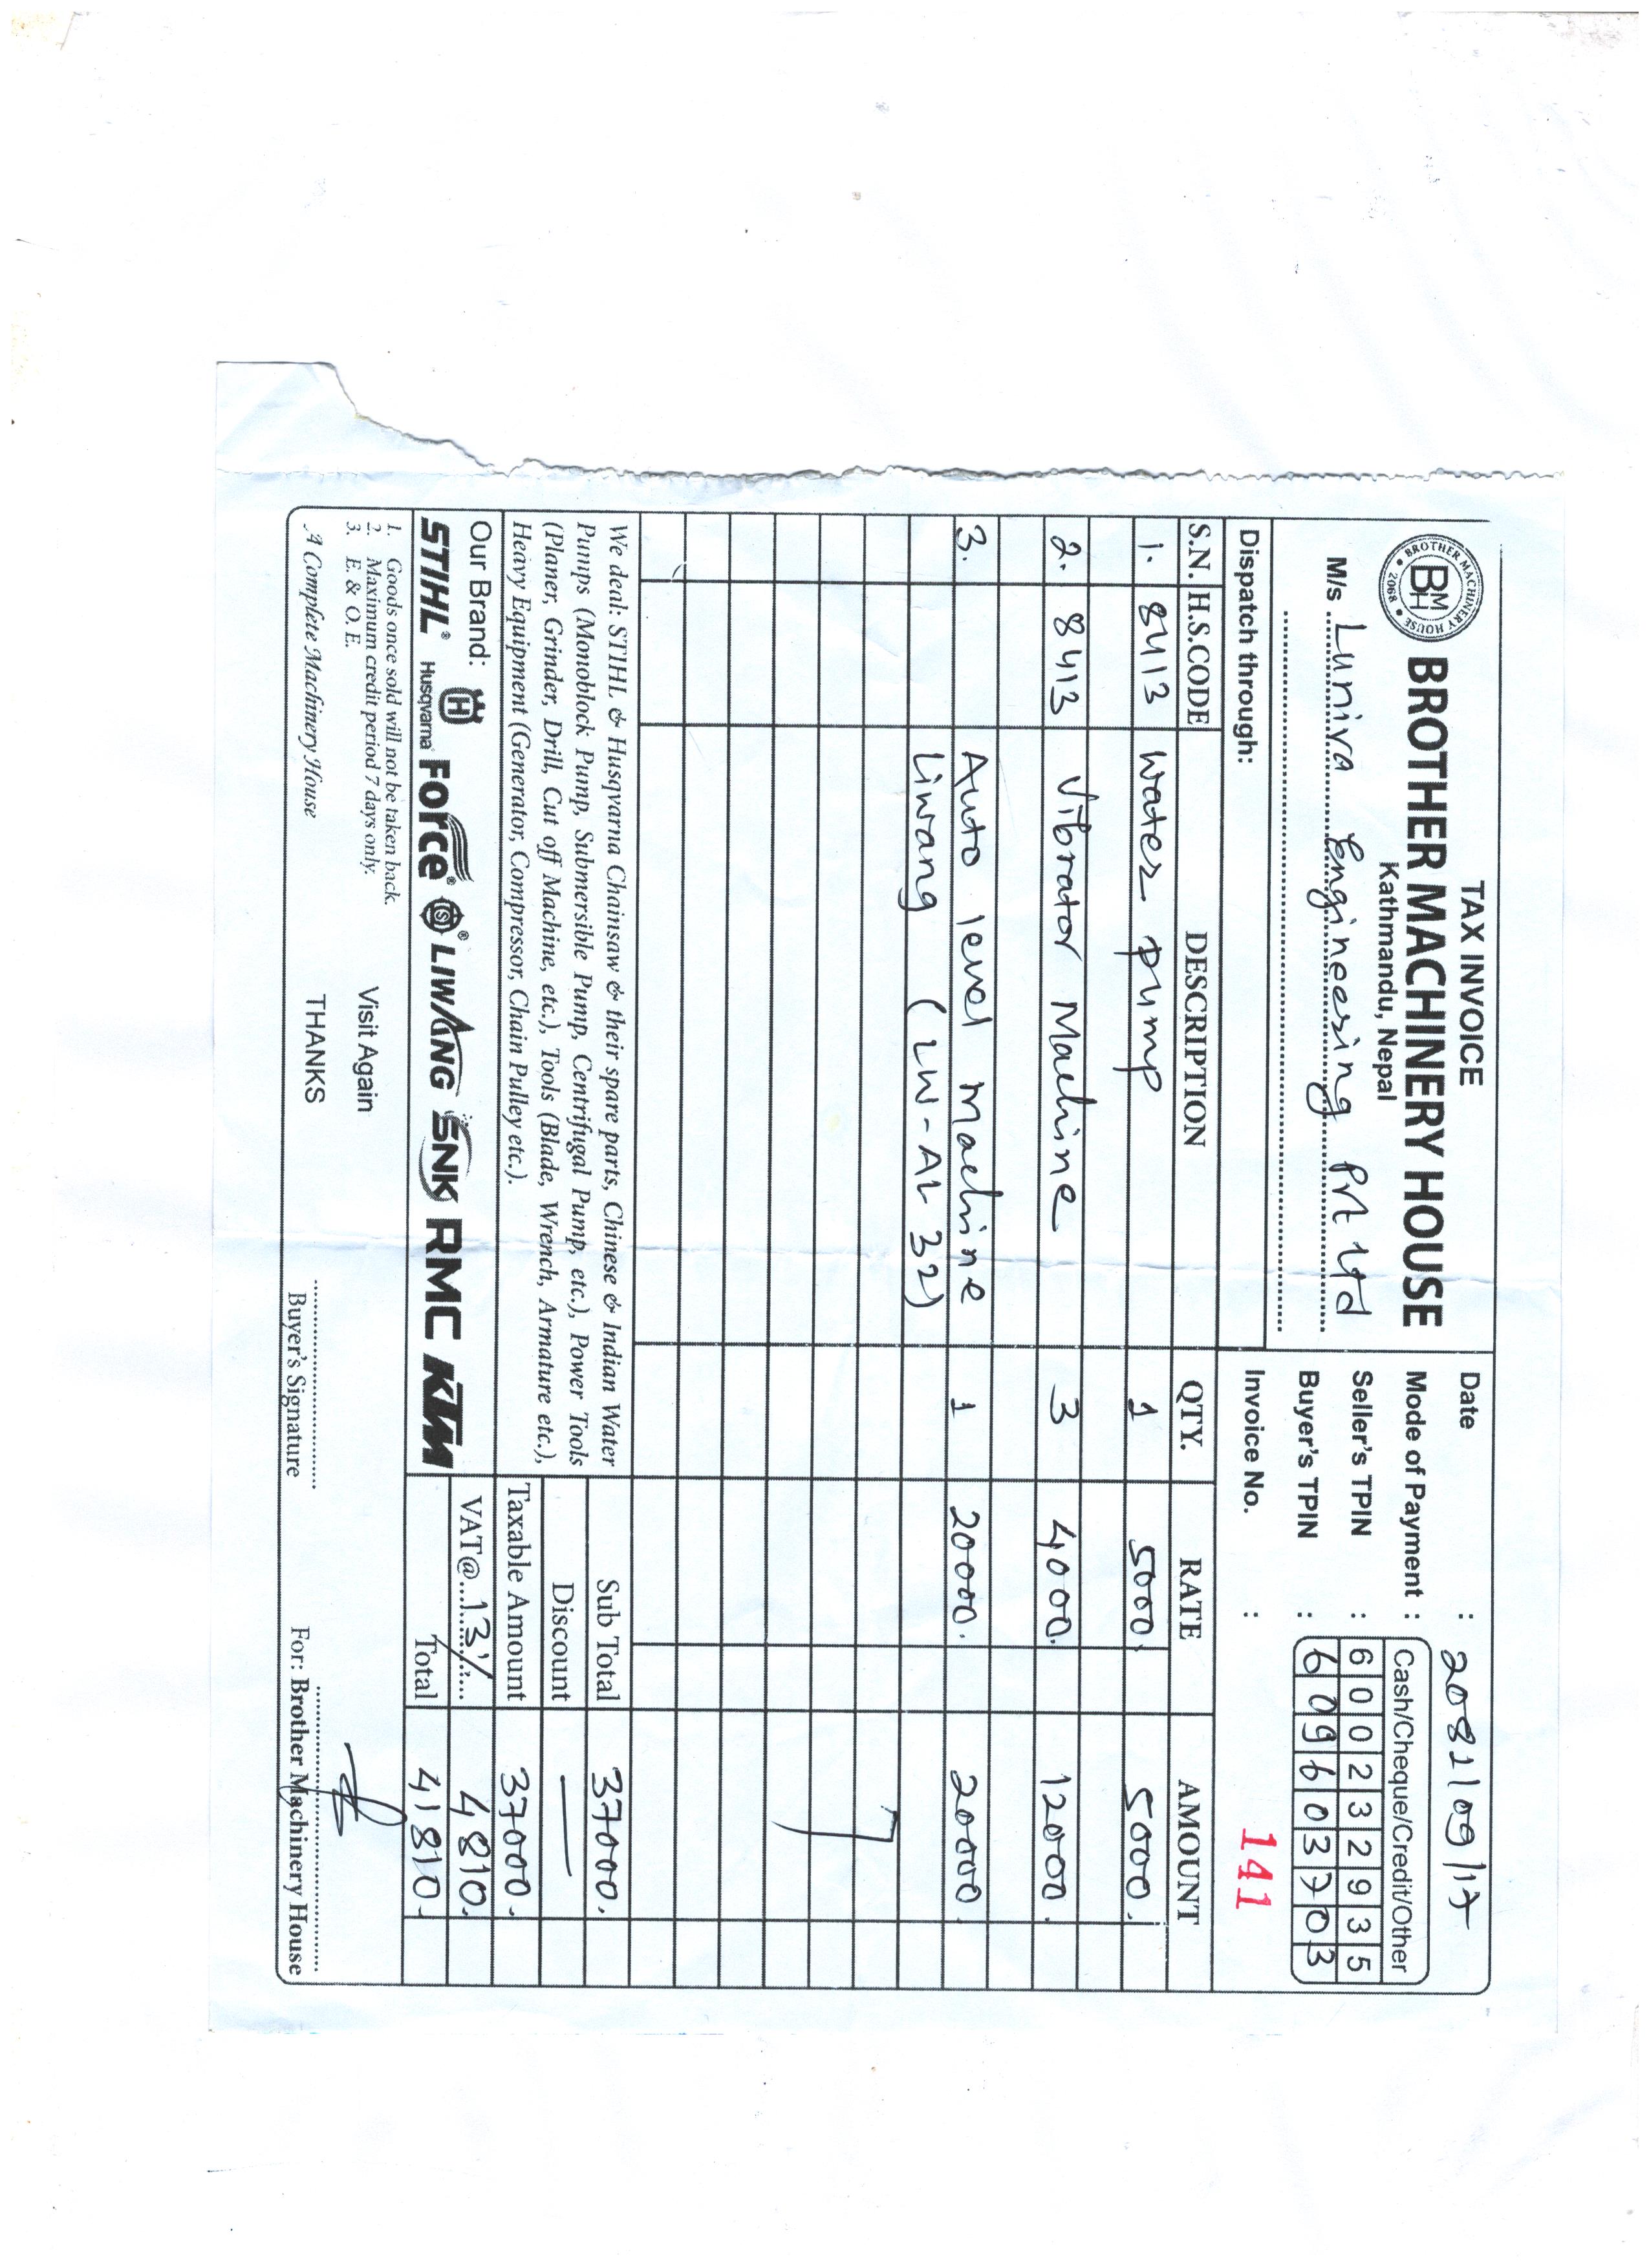 TAX INVOICE
BROTHER MACHINERY HOUSE
Kathmandu, Nepal
BROTHER MACHINERY HOUSE
BMH
2068
M/s. Luniva Engineering Pvt Ltd
Dispatch through:
Date : 2081/09/17
Mode of Payment : Cash/Cheque/Credit/Other
Seller's TPIN : 600232935
Buyer's TPIN : 609603703
Invoice No. : 141
S.N. H.S.CODE DESCRIPTION QTY. RATE AMOUNT
1. 8413 Water pump 1 5000. 5000.
2. 8413 Vibrator Machine 3 4000. 12000.
3. Auto level Machine 1 20000. 20000.
Liwang (LW-AL 32)
We deal: STIHL & Husqvarna Chainsaw & their spare parts, Chinese & Indian Water
Pumps (Monoblock Pump, Submersible Pump, Centrifugal Pump, etc.), Power Tools
(Planer, Grinder, Drill, Cut off Machine, etc.), Tools (Blade, Wrench, Armature etc.),
Heavy Equipment (Generator, Compressor, Chain Pulley etc.).
Sub Total 37000.
Discount —
Taxable Amount 37000.
VAT@...13%... 4810.
Total 41810.
Our Brand:
STIHL® Husqvarna Force® LIWANG® SNK RMC KTM
1. Goods once sold will not be taken back.
2. Maximum credit period 7 days only.
3. E. & O. E.
A Complete Machinery House
Visit Again
THANKS
Buyer's Signature
For: Brother Machinery House